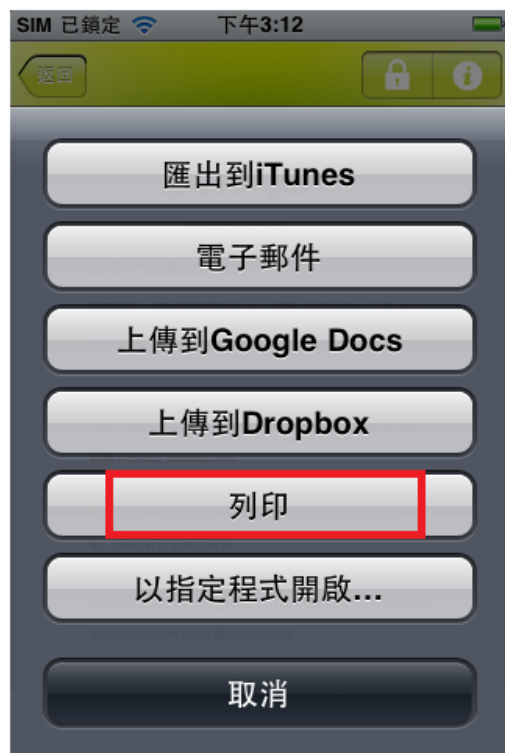 SIM 已鎖定 下午3:12
返回
匯出到iTunes
電子郵件
上傳到Google Docs
上傳到Dropbox
列印
以指定程式開啟...
取消